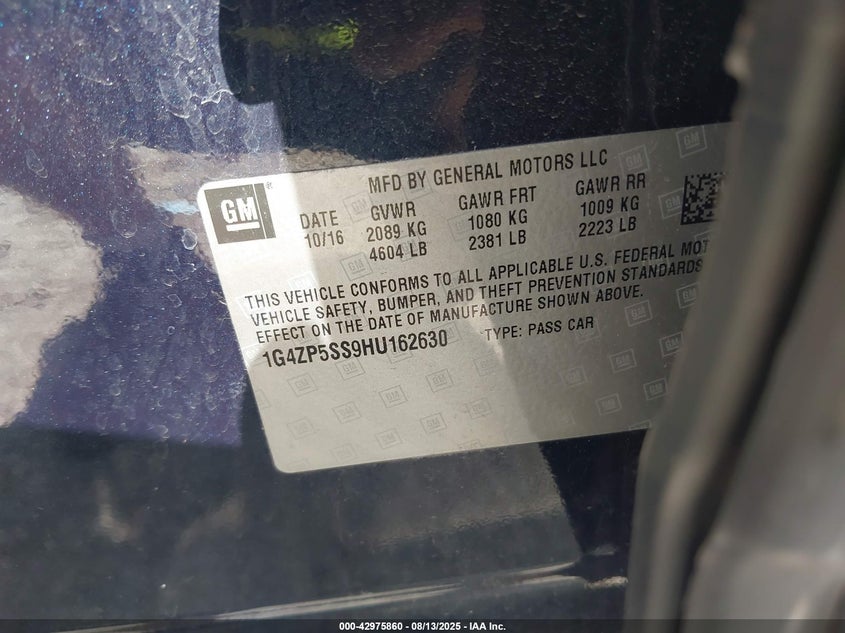 GM
MFD BY GENERAL MOTORS LLC
DATE GVWR GAWR FRT GAWR RR
10/16 2089 KG 1080 KG 1009 KG
4604 LB 2381 LB 2223 LB
THIS VEHICLE CONFORMS TO ALL APPLICABLE U.S. FEDERAL
VEHICLE SAFETY, BUMPER, AND THEFT PREVENTION STANDARDS
EFFECT ON THE DATE OF MANUFACTURE SHOWN ABOVE.
1G4ZP5SS9HU162630 TYPE: PASS CAR
000-42975860 - 08/13/2025 - IAA Inc.